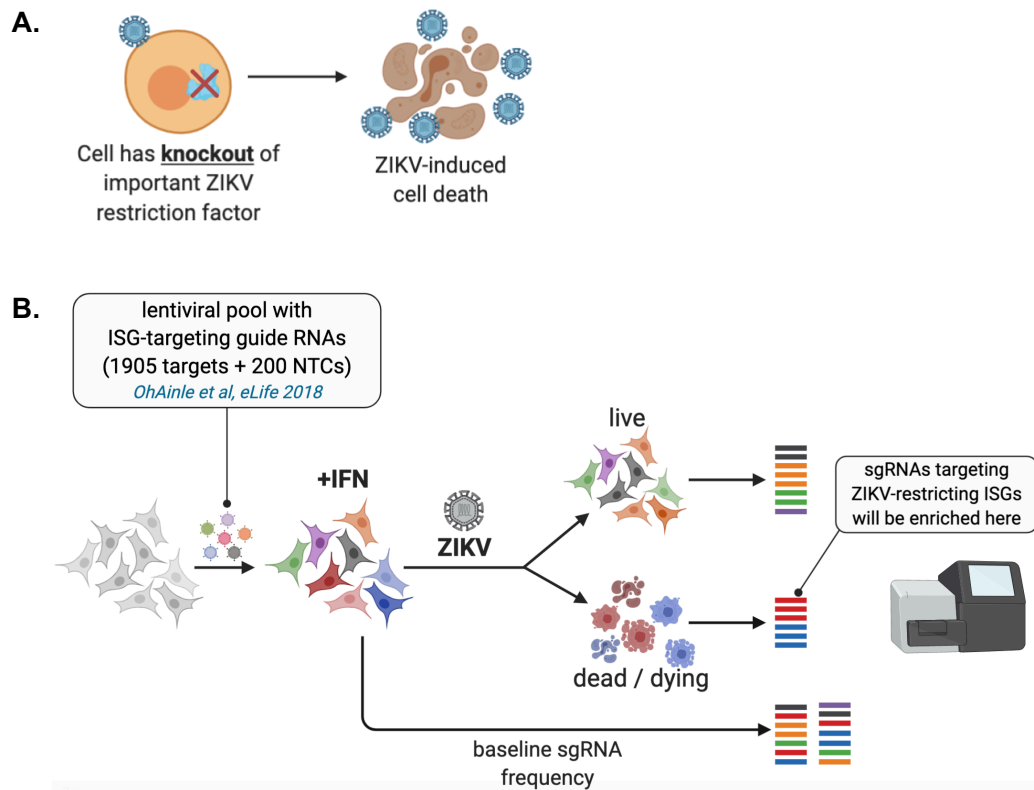 A.
Cell has knockout of
important ZIKV
restriction factor
ZIKV-induced
cell death
B.
lentiviral pool with
ISG-targeting guide RNAs
(1905 targets + 200 NTCs)
OhAinle et al, eLife 2018
+IFN
ZIKV
live
sgRNAs targeting
ZIKV-restricting ISGs
will be enriched here
dead / dying
baseline sgRNA
frequency